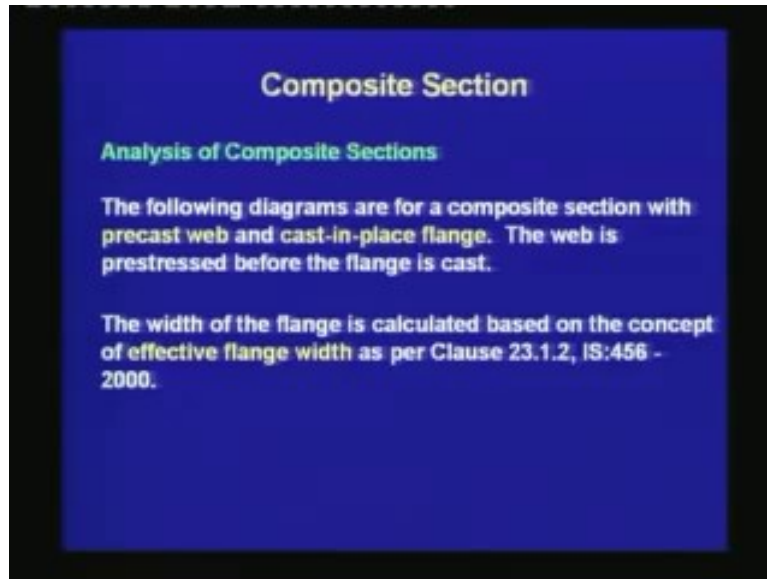 Composite Section
Analysis of Composite Sections
The following diagrams are for a composite section with
precast web and cast-in-place flange. The web is
prestressed before the flange is cast.
The width of the flange is calculated based on the concept
of effective flange width as per Clause 23.1.2, IS:456 -
2000.